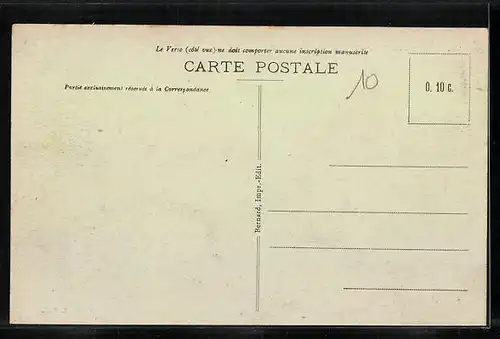 Le Verso (côté vue) ne doit comporter aucune inscription manuscrite
CARTE POSTALE
Partie exclusivement réservée à la Correspondance
10
0. 10 c.
Bernard, Impr.-Edit.